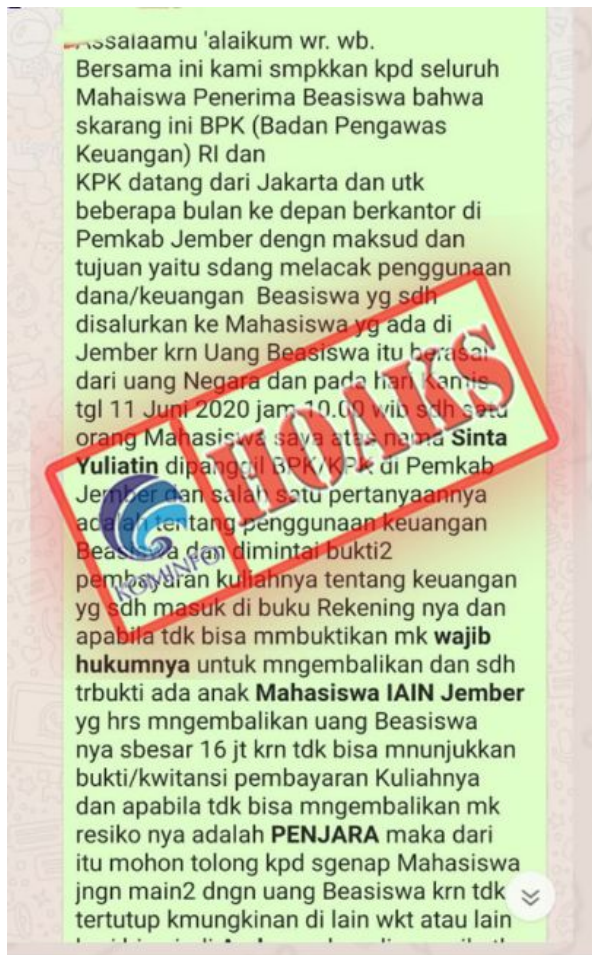 Assalaamu 'alaikum wr. wb.
Bersama ini kami smpkkan kpd seluruh
Mahaiswa Penerima Beasiswa bahwa
skarang ini BPK (Badan Pengawas
Keuangan) RI dan
KPK datang dari Jakarta dan utk
beberapa bulan ke depan berkantor di
Pemkab Jember dengn maksud dan
tujuan yaitu sdang melacak penggunaan
dana/keuangan Beasiswa yg sdh
disalurkan ke Mahasiswa yg ada di
Jember krn Uang Beasiswa itu berasal
dari uang Negara dan pada hari Kamis
tgl 11 Juni 2020 jam 10.00 wib sdh satu
orang Mahasiswa saya atas nama Sinta
Yuliatin dipanggil BPK/KPK di Pemkab
Jember dan salah satu pertanyaannya
adalah tentang penggunaan keuangan
Beasiswa dan dimintai bukti2
pembayaran kuliahnya tentang keuangan
yg sdh masuk di buku Rekening nya dan
apabila tdk bisa mmbuktikan mk wajib
hukumnya untuk mngembalikan dan sdh
trbukti ada anak Mahasiswa IAIN Jember
yg hrs mngembalikan uang Beasiswa
nya sbesar 16 jt krn tdk bisa mnunjukkan
bukti/kwitansi pembayaran Kuliahnya
dan apabila tdk bisa mngembalikan mk
resiko nya adalah PENJARA maka dari
itu mohon tolong kpd sgenap Mahasiswa
jngn main2 dngn uang Beasiswa krn tdk
tertutup kmungkinan di lain wkt atau lain
KOMINFO
HOAKS